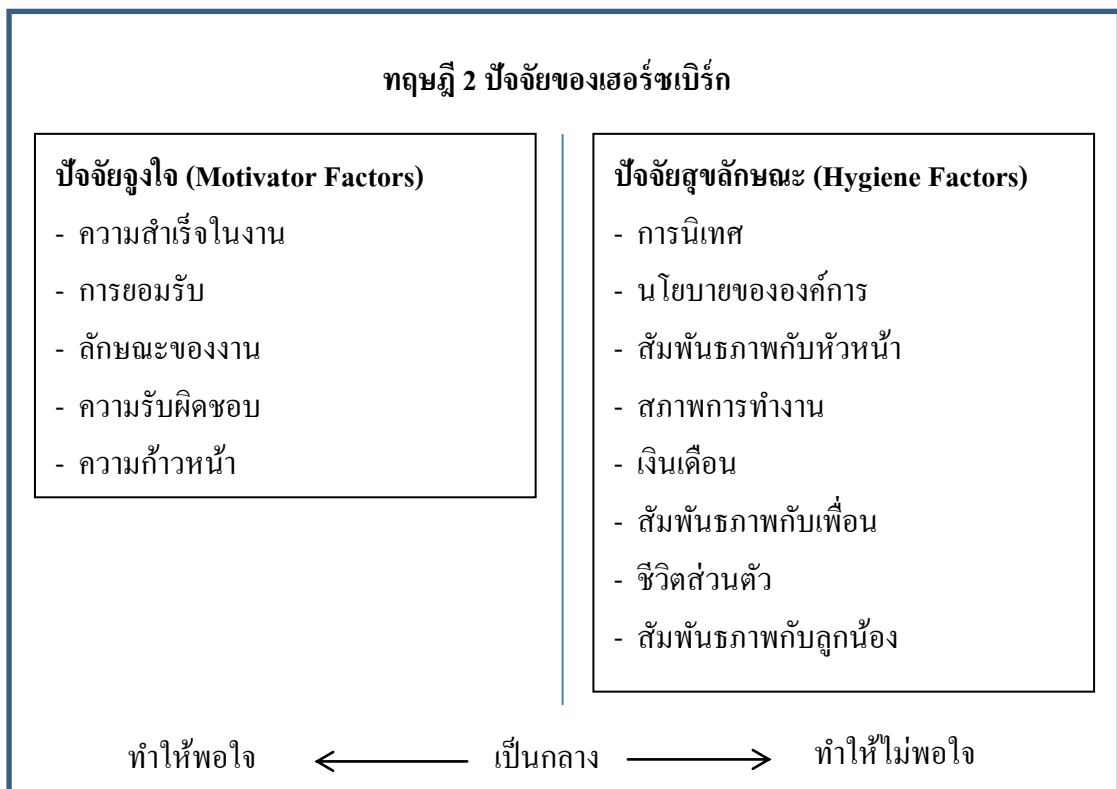 ทฤษฎี 2 ปัจจัยของเฮอร์ซเบิร์ก
ปัจจัยจูงใจ (Motivator Factors)
- ความสำเร็จในงาน
- การยอมรับ
- ลักษณะของงาน
- ความรับผิดชอบ
- ความก้าวหน้า
ปัจจัยสุขลักษณะ (Hygiene Factors)
- การนิเทศ
- นโยบายขององค์การ
- สัมพันธภาพกับหัวหน้า
- สภาพการทำงาน
- เงินเดือน
- สัมพันธภาพกับเพื่อน
- ชีวิตส่วนตัว
- สัมพันธภาพกับลูกน้อง
ทำให้พอใจ เป็นกลาง ทำให้ไม่พอใจ